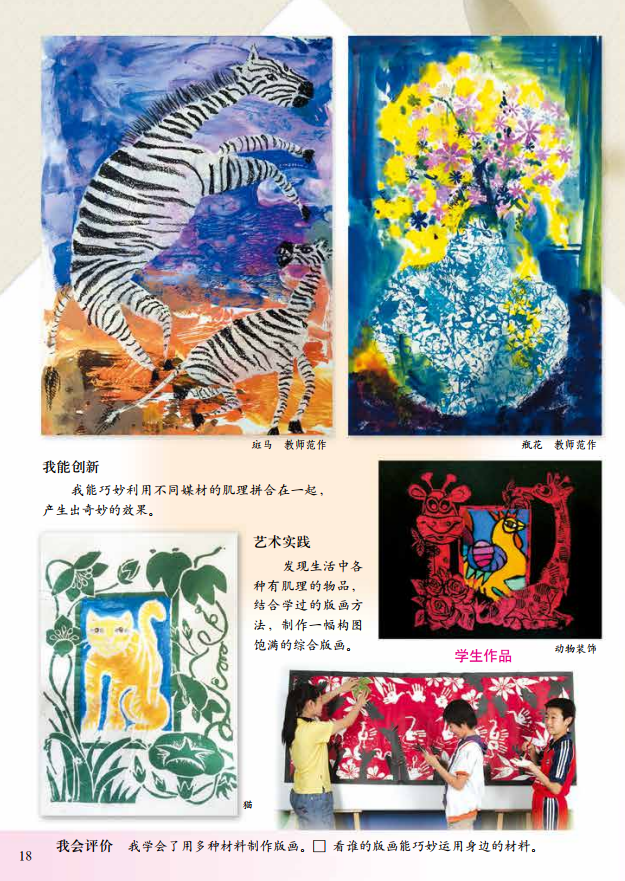 斑马 教师范作
瓶花 教师范作
我能创新
我能巧妙利用不同媒材的肌理拼合在一起，
产生出奇妙的效果。
艺术实践
发现生活中各
种有肌理的物品，
结合学过的版画方
法，制作一幅构图
饱满的综合版画。
学生作品
动物装饰
猫
我会评价 我学会了用多种材料制作版画。□ 看谁的版画能巧妙运用身边的材料。
18